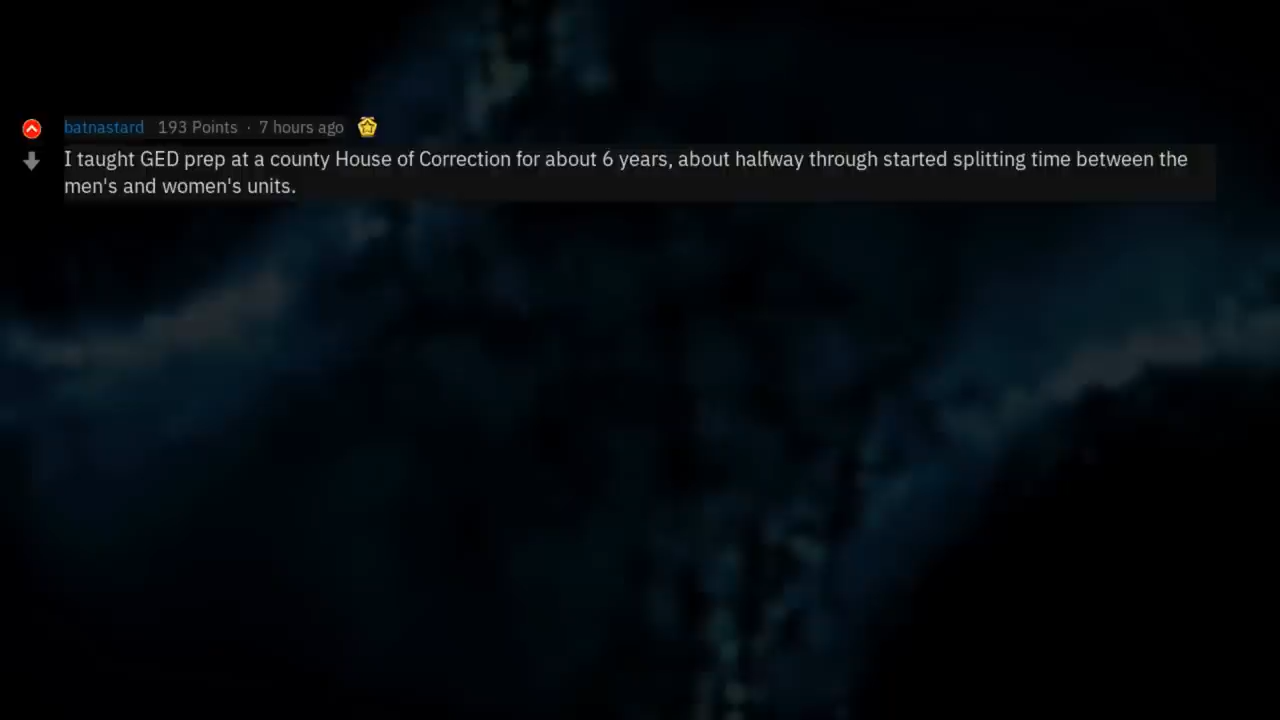 batnastard 193 Points · 7 hours ago
I taught GED prep at a county House of Correction for about 6 years, about halfway through started splitting time between the
men's and women's units.